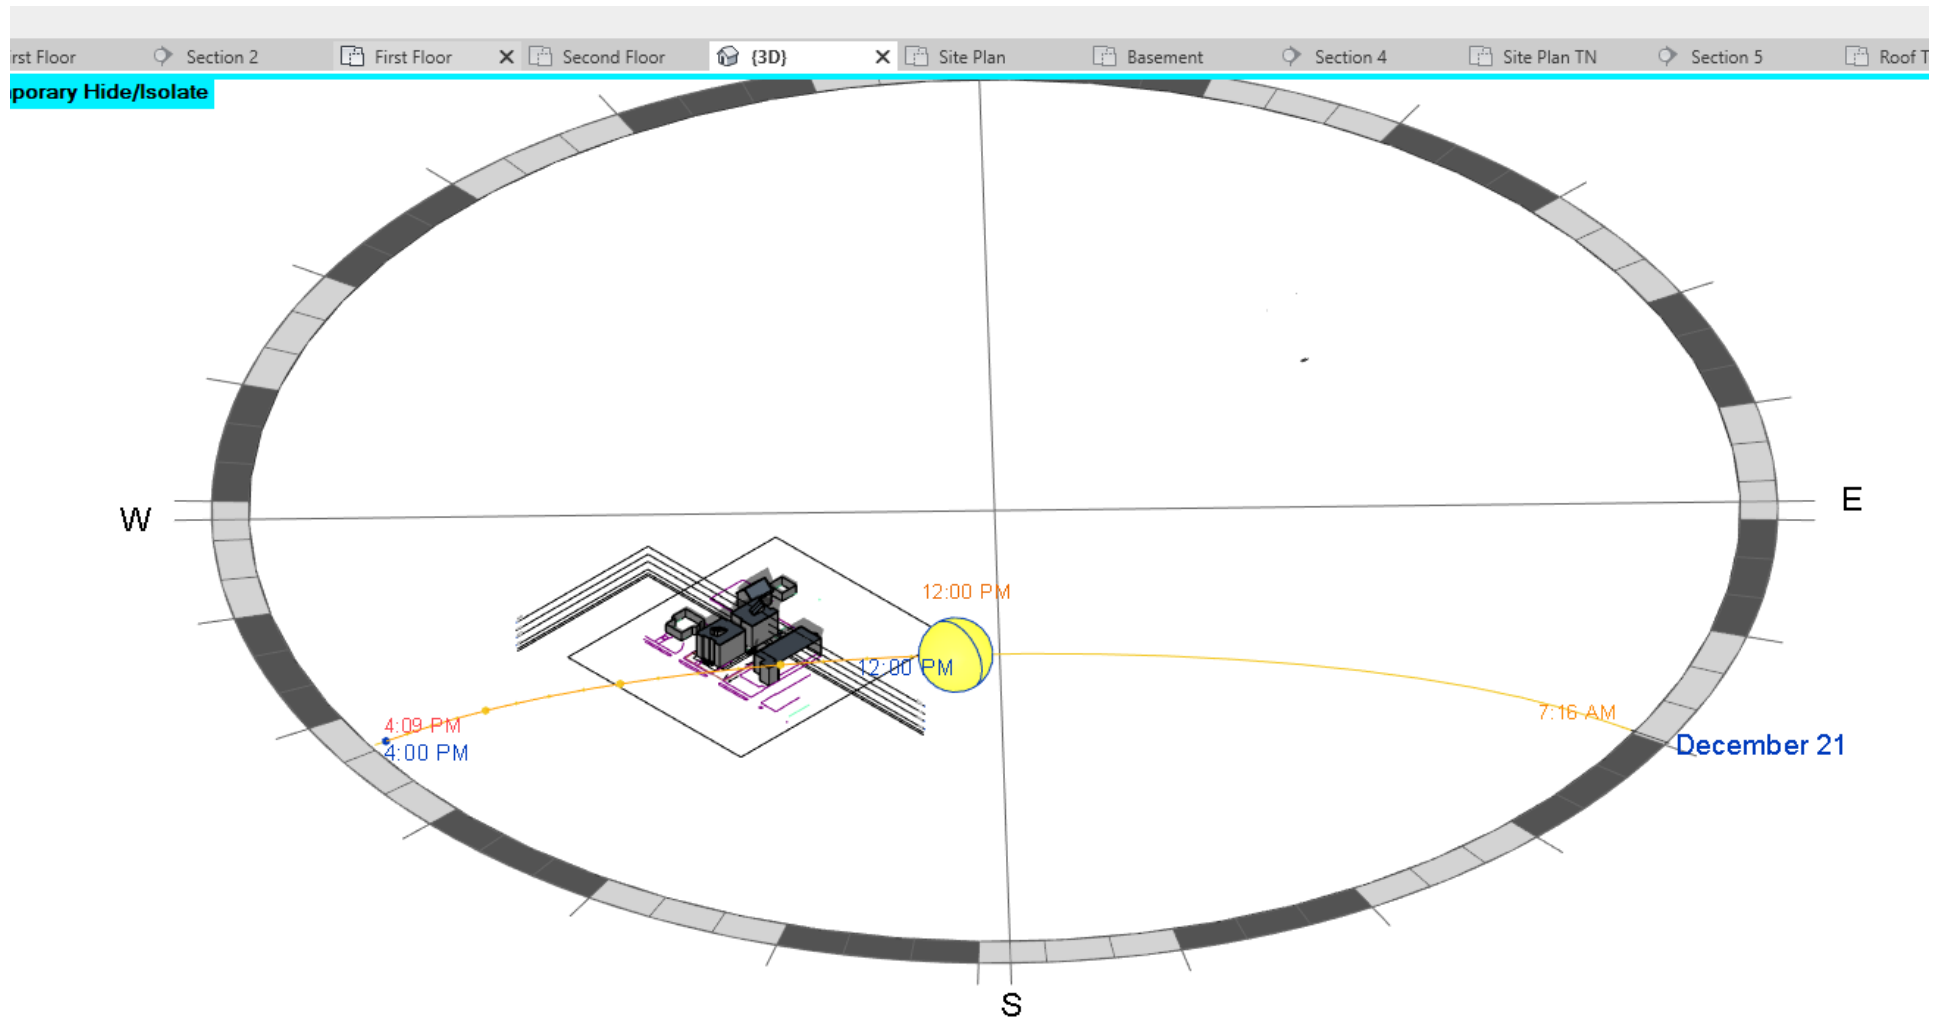 rst Floor
Section 2
First Floor
Second Floor
{3D}
Site Plan
Basement
Section 4
Site Plan TN
Section 5
Roof T
porary Hide/Isolate
W
E
12:00 PM
12:00 PM
7:16 AM
4:09 PM
4:00 PM
December 21
S